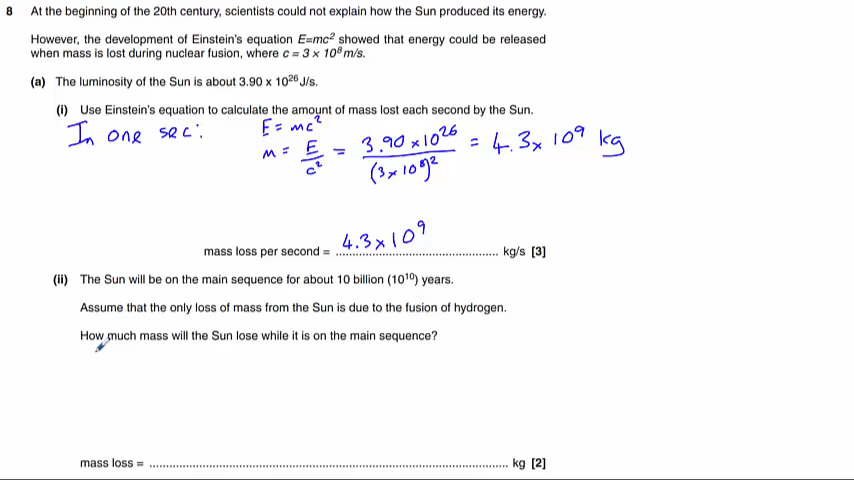 8 At the beginning of the 20th century, scientists could not explain how the Sun produced its energy.
However, the development of Einstein's equation E=mc² showed that energy could be released
when mass is lost during nuclear fusion, where c = 3 × 10⁸m/s.
(a) The luminosity of the Sun is about 3.90 x 10²⁶J/s.
(i) Use Einstein's equation to calculate the amount of mass lost each second by the Sun.
In one sec: E = mc²
m = E/c² = 3.90 × 10²⁶/(3 × 10⁸)² = 4.3 × 10⁹ kg
mass loss per second = 4.3 × 10⁹ kg/s [3]
(ii) The Sun will be on the main sequence for about 10 billion (10¹⁰) years.
Assume that the only loss of mass from the Sun is due to the fusion of hydrogen.
How much mass will the Sun lose while it is on the main sequence?
mass loss = .......... kg [2]